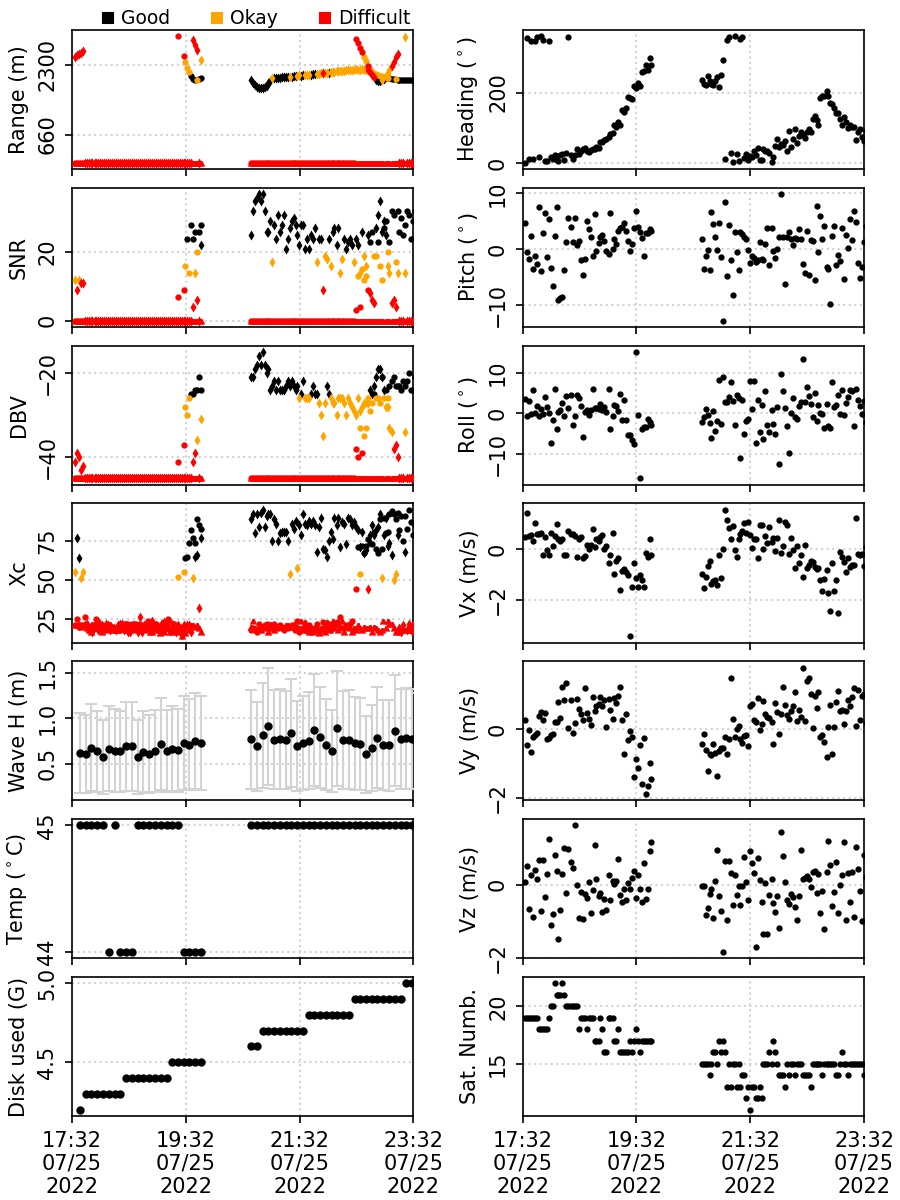 Good Okay Difficult
Range (m)
2300
660
Heading (°)
200
0
SNR
20
0
Pitch (°)
10
0
−10
DBV
−20
−40
Roll (°)
10
0
−10
Xc
75
50
25
Vx (m/s)
0
−2
Wave H (m)
1.5
1.0
0.5
Vy (m/s)
0
−2
Temp (°C)
45
44
Vz (m/s)
0
−2
Disk used (G)
5.0
4.5
Sat. Numb.
20
15
17:32 19:32 21:32 23:32 17:32 19:32 21:32 23:32
07/25 07/25 07/25 07/25 07/25 07/25 07/25 07/25
2022 2022 2022 2022 2022 2022 2022 2022